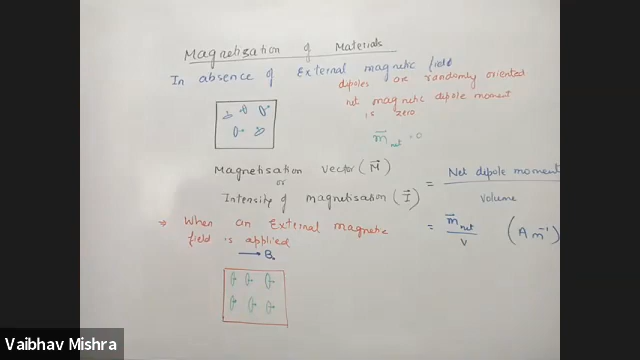 Magnetization of Materials
In absence of External magnetic field
dipoles are randomly oriented
net magnetic dipole moment
is zero
m⃗ net = 0
Magnetisation vector (M⃗)
or
Intensity of magnetisation (I⃗)
= Net dipole moment
volume
= m⃗ net
V
(A m⁻¹)
⇒ When an External magnetic
field is applied
→ B₀
Vaibhav Mishra